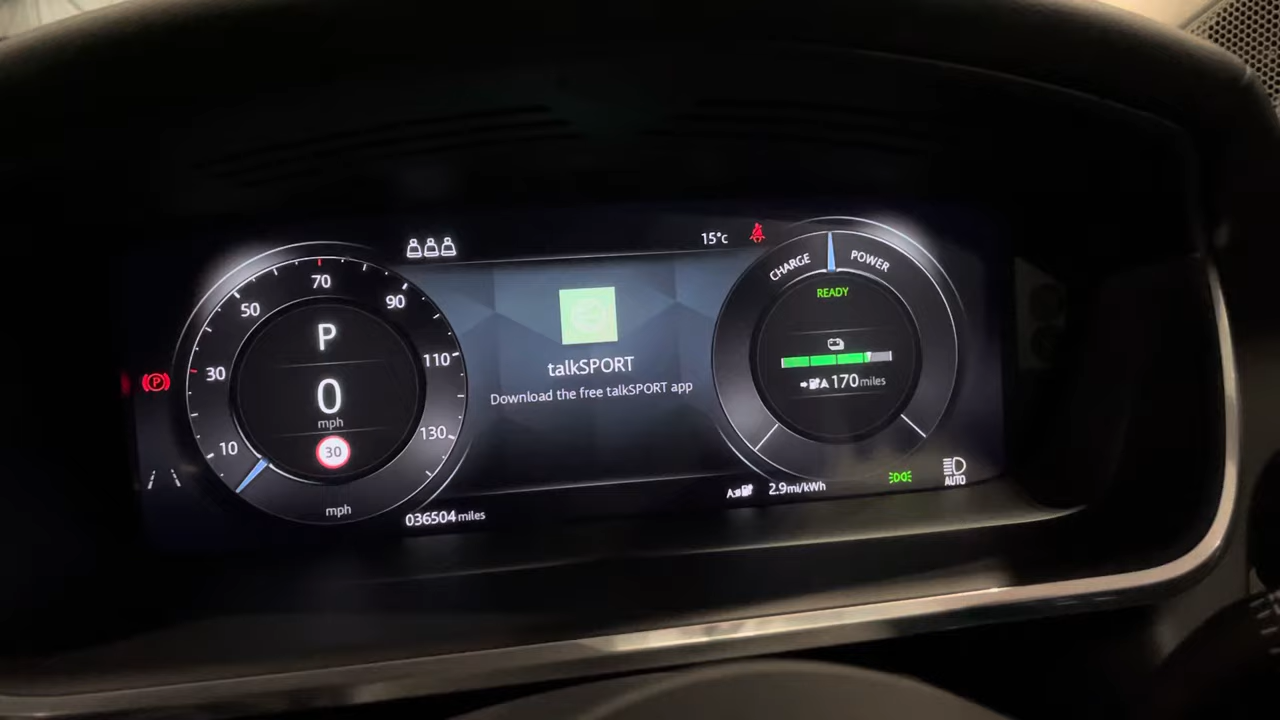 15°c
70
50
90
30
110
10
130
P
0
mph
30
mph
036504 miles
talkSPORT
Download the free talkSPORT app
CHARGE
POWER
READY
A 170 miles
2.9mi/kWh
AUTO
P